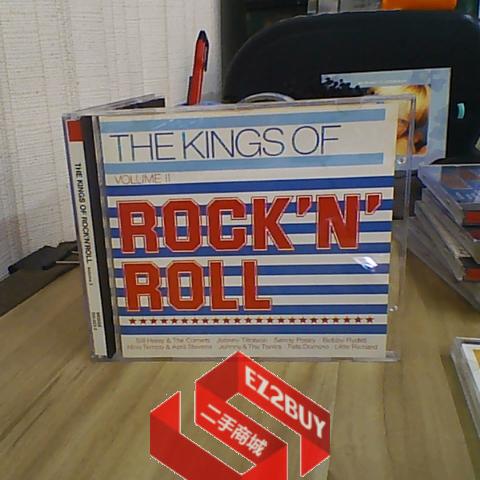 THE KINGS OF
VOLUME II
ROCK'N'
ROLL
Bill Haley & The Comets · Johnny Tillotson · Sandy Posey · Bobby Rydell
Nino Tempo & April Stevens · Johnny & The Tonics · Fats Domino · Little Richard
THE KINGS OF ROCK'N'ROLL
EZ2BUY
二手商城